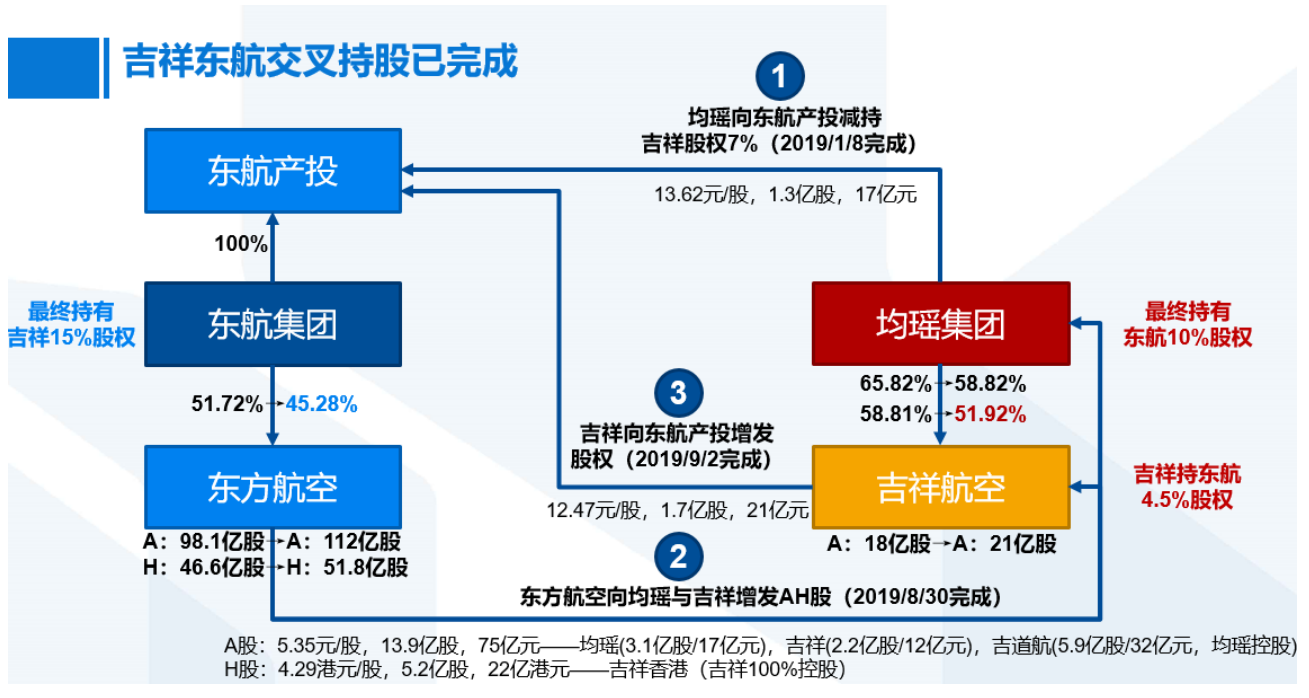 吉祥东航交叉持股已完成
1
均瑶向东航产投减持
吉祥股权7%（2019/1/8完成）
13.62元/股，1.3亿股，17亿元
东航产投
100%
最终持有
吉祥15%股权
东航集团
均瑶集团
最终持有
东航10%股权
51.72%→45.28%
65.82%→58.82%
58.81%→51.92%
3
吉祥向东航产投增发
股权（2019/9/2完成）
12.47元/股，1.7亿股，21亿元
东方航空
吉祥航空
吉祥持东航
4.5%股权
A：98.1亿股→A：112亿股
H：46.6亿股→H：51.8亿股
A：18亿股→A：21亿股
2
东方航空向均瑶与吉祥增发AH股（2019/8/30完成）
A股：5.35元/股，13.9亿股，75亿元——均瑶(3.1亿股/17亿元)，吉祥(2.2亿股/12亿元)，吉道航(5.9亿股/32亿元，均瑶控股)
H股：4.29港元/股，5.2亿股，22亿港元——吉祥香港（吉祥100%控股）